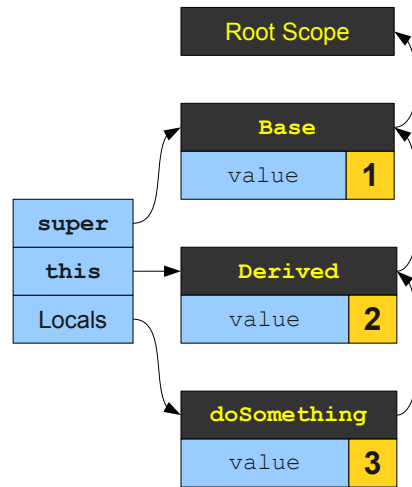 Root Scope
Base
value 1
super
this
Locals
Derived
value 2
doSomething
value 3